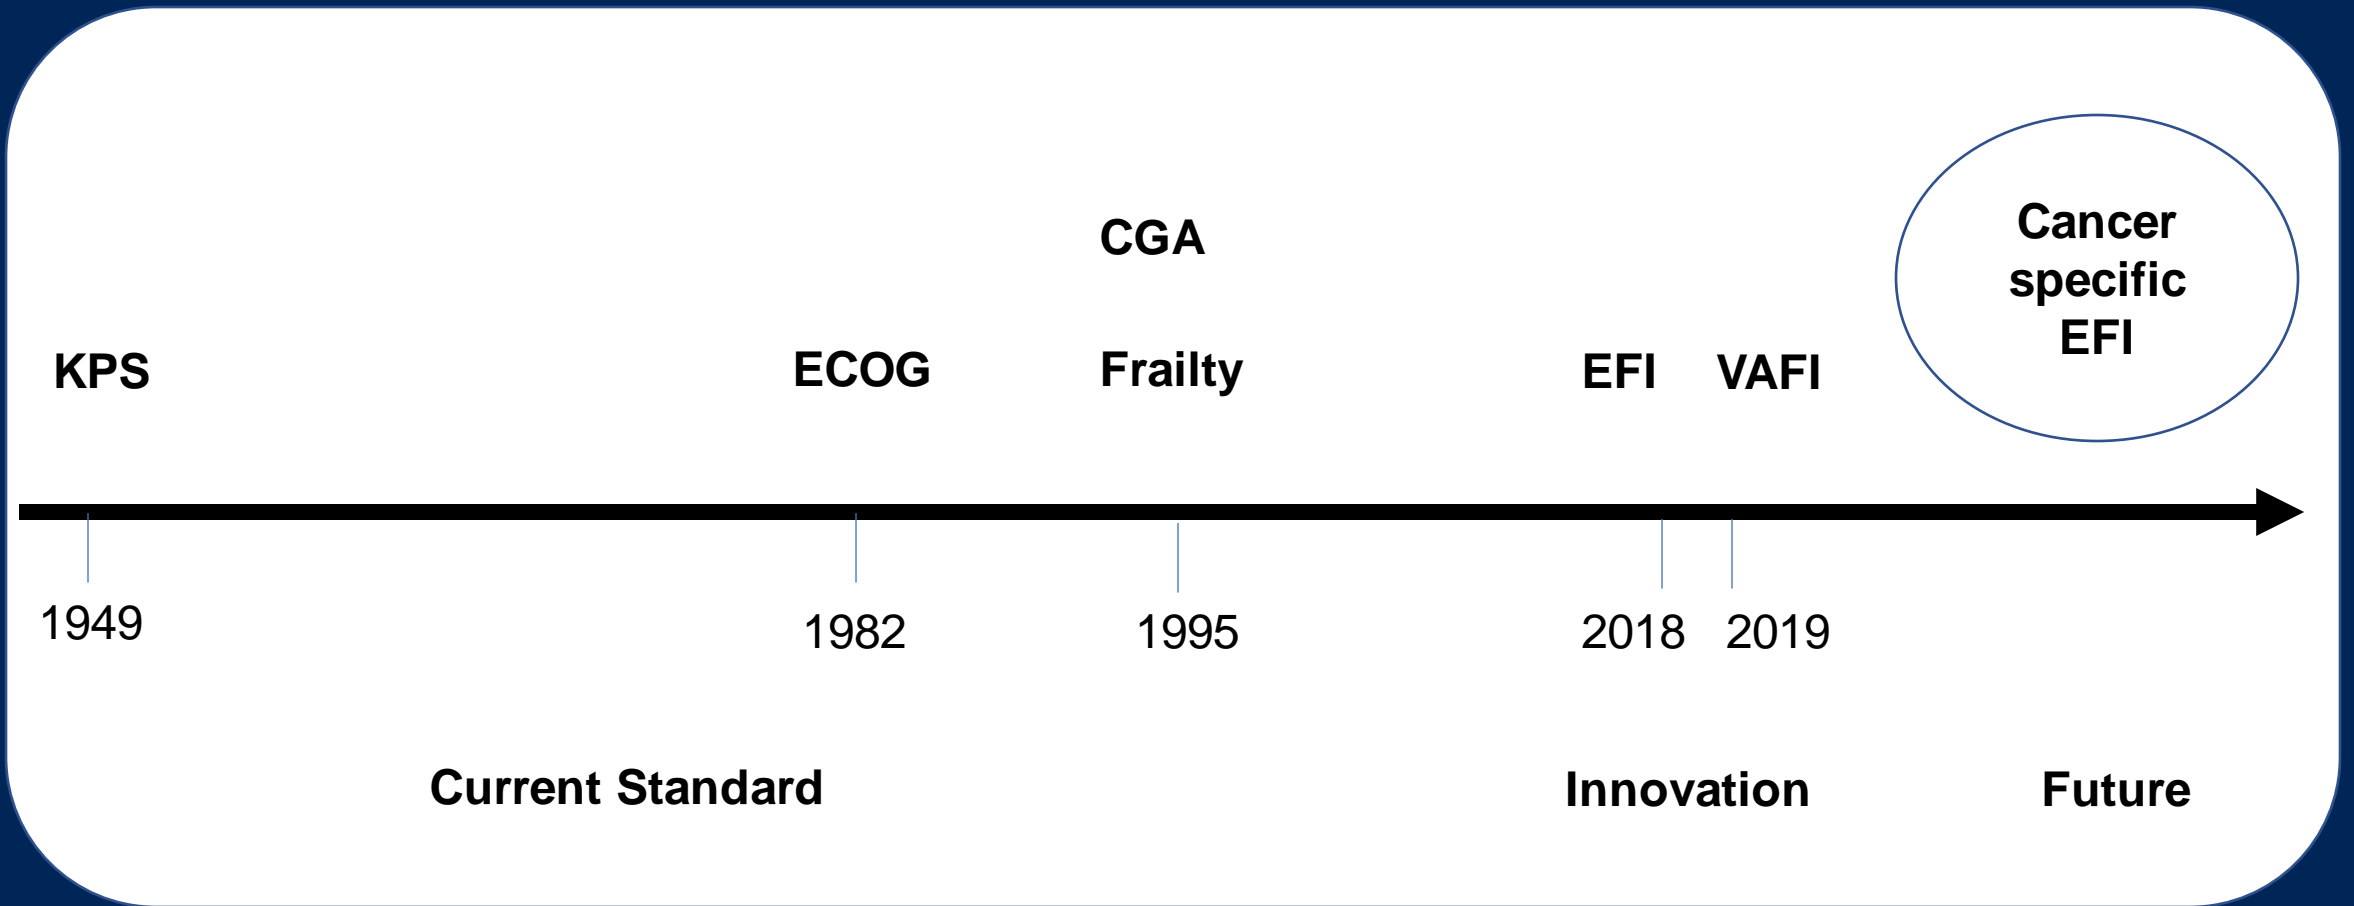 CGA
Cancer
specific
EFI
KPS
ECOG
Frailty
EFI
VAFI
1949
1982
1995
2018
2019
Current Standard
Innovation
Future